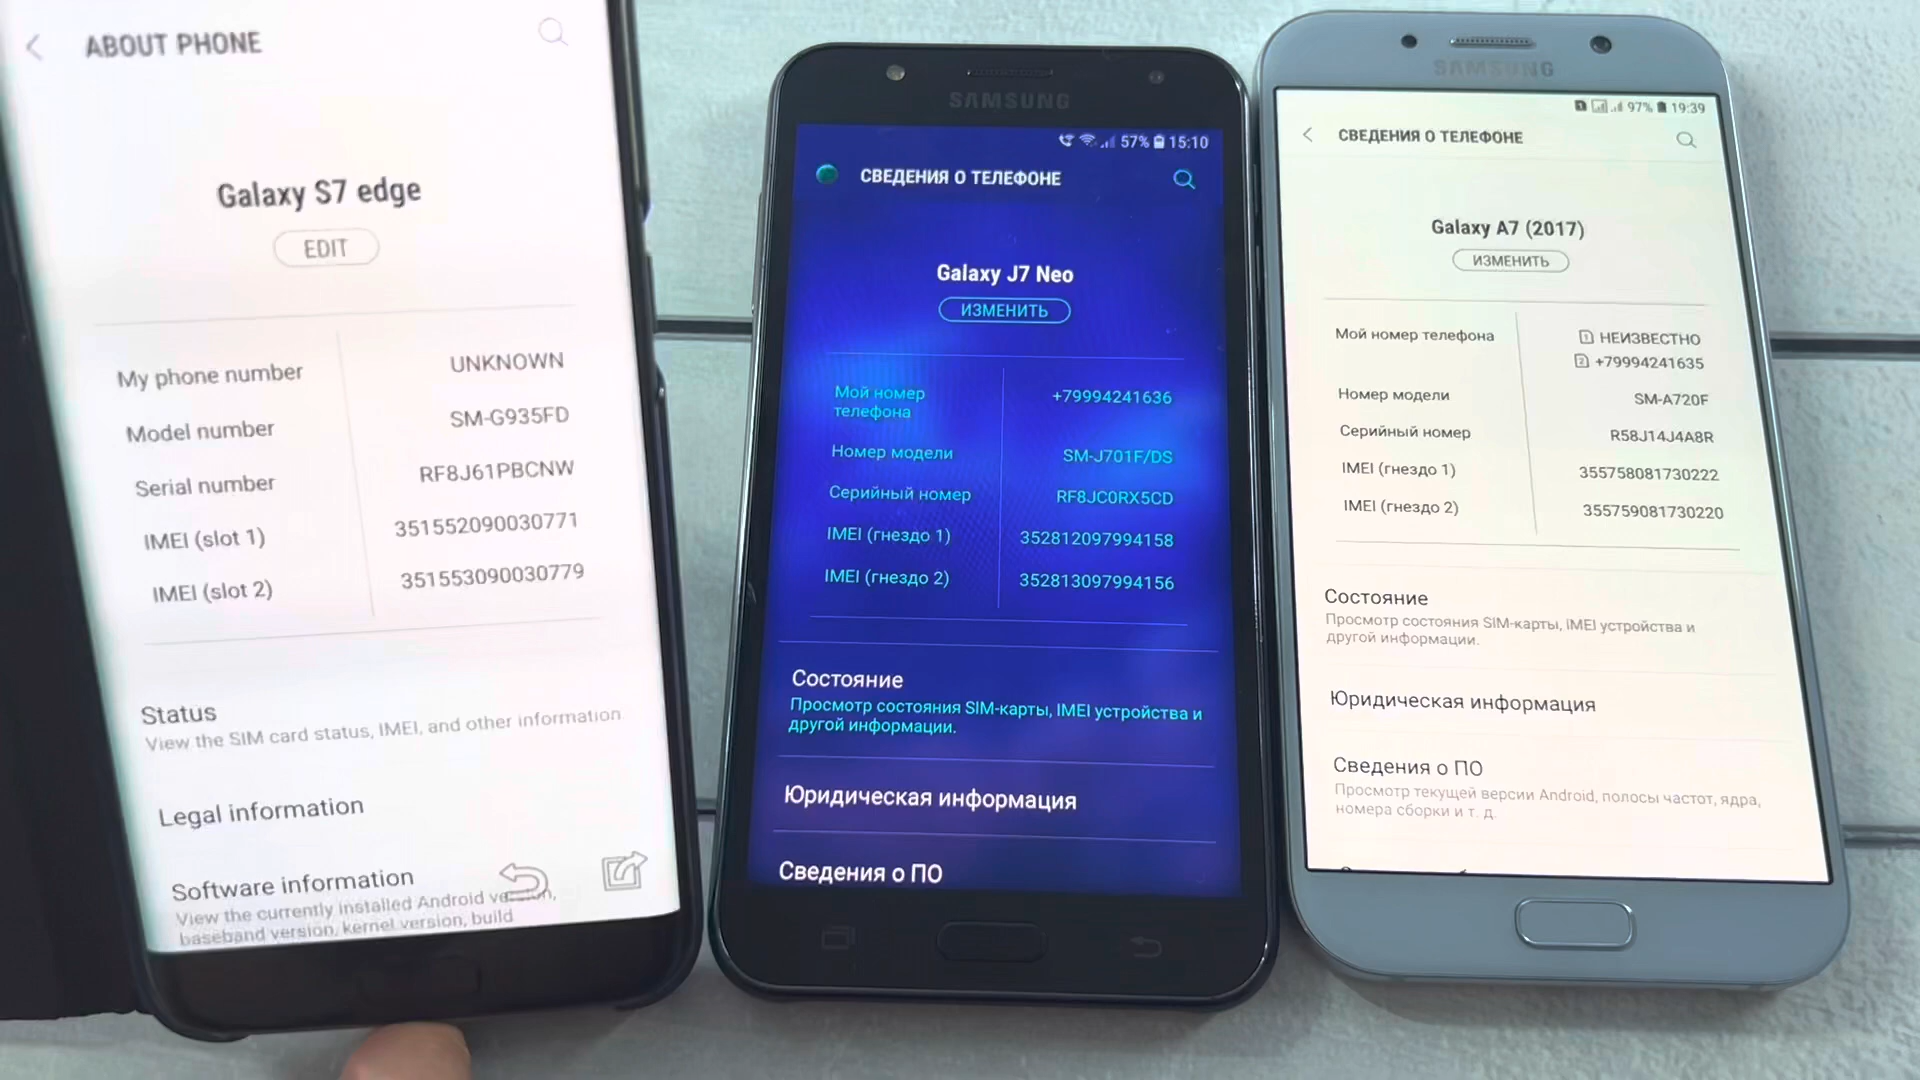 ABOUT PHONE
Galaxy S7 edge
EDIT
My phone number UNKNOWN
Model number SM-G935FD
Serial number RF8J61PBCNW
IMEI (slot 1) 351552090030771
IMEI (slot 2) 351553090030779
Status
View the SIM card status, IMEI, and other information
Legal information
Software information
View the currently installed Android version,
baseband version, kernel version, build
SAMSUNG
57% 15:10
СВЕДЕНИЯ О ТЕЛЕФОНЕ
Galaxy J7 Neo
ИЗМЕНИТЬ
Мой номер
телефона +79994241636
Номер модели SM-J701F/DS
Серийный номер RF8JC0RX5CD
IMEI (гнездо 1) 352812097994158
IMEI (гнездо 2) 352813097994156
Состояние
Просмотр состояния SIM-карты, IMEI устройства и
другой информации.
Юридическая информация
Сведения о ПО
SAMSUNG
97% 19:39
СВЕДЕНИЯ О ТЕЛЕФОНЕ
Galaxy A7 (2017)
ИЗМЕНИТЬ
Мой номер телефона 1 НЕИЗВЕСТНО
2 +79994241635
Номер модели SM-A720F
Серийный номер R58J14J4A8R
IMEI (гнездо 1) 355758081730222
IMEI (гнездо 2) 355759081730220
Состояние
Просмотр состояния SIM-карты, IMEI устройства и
другой информации.
Юридическая информация
Сведения о ПО
Просмотр текущей версии Android, полосы частот, ядра,
номера сборки и т. д.